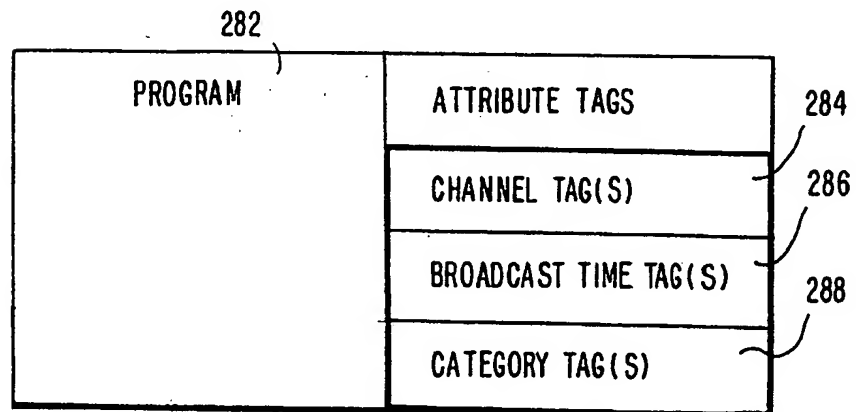 282
PROGRAM
ATTRIBUTE TAGS
284
CHANNEL TAG(S)
286
BROADCAST TIME TAG(S)
288
CATEGORY TAG(S)